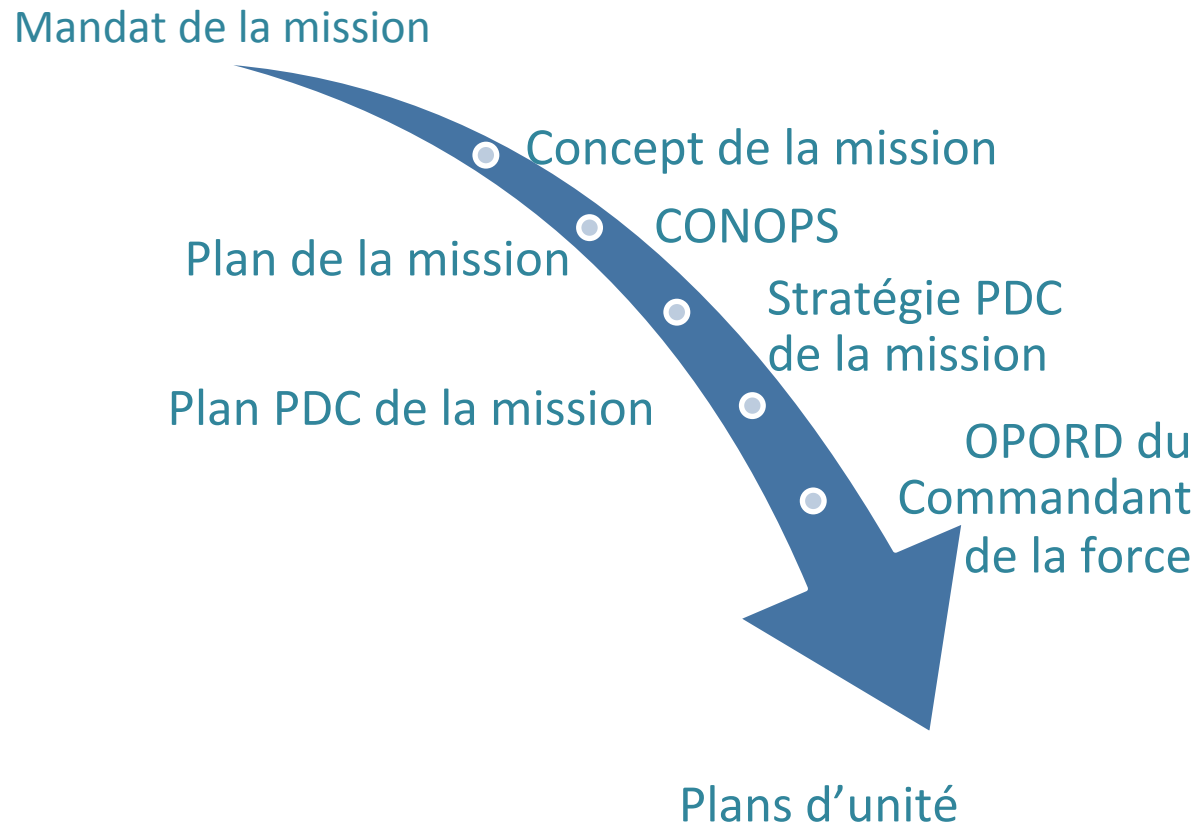 Mandat de la mission
Concept de la mission
CONOPS
Plan de la mission
Stratégie PDC
de la mission
Plan PDC de la mission
OPORD du
Commandant
de la force
Plans d’unité